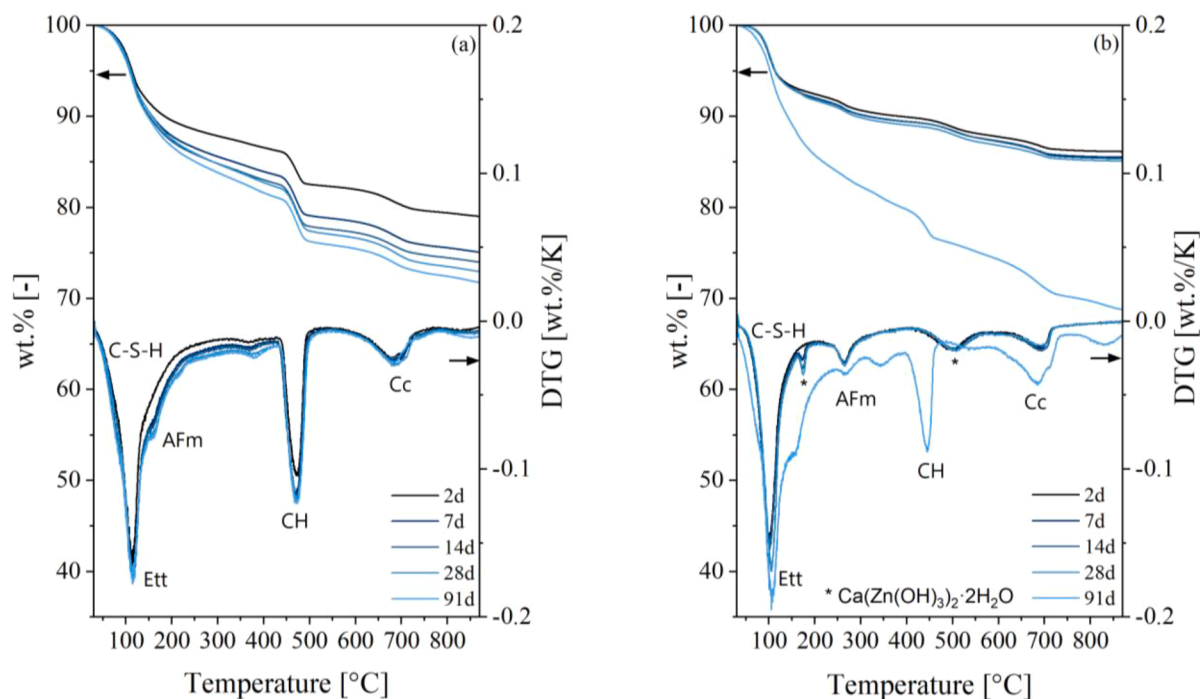 (a)
100
90
80
70
60
50
40
wt.% [-]
0.2
0.1
0.0
-0.1
-0.2
DTG [wt.%/K]
C-S-H
AFm
Ett
CH
Cc
2d
7d
14d
28d
91d
100 200 300 400 500 600 700 800
Temperature [°C]
(b)
100
90
80
70
60
50
40
wt.% [-]
0.2
0.1
0.0
-0.1
-0.2
DTG [wt.%/K]
C-S-H
*
AFm
*
Cc
CH
Ett
* Ca(Zn(OH)₃)₂·2H₂O
2d
7d
14d
28d
91d
100 200 300 400 500 600 700 800
Temperature [°C]